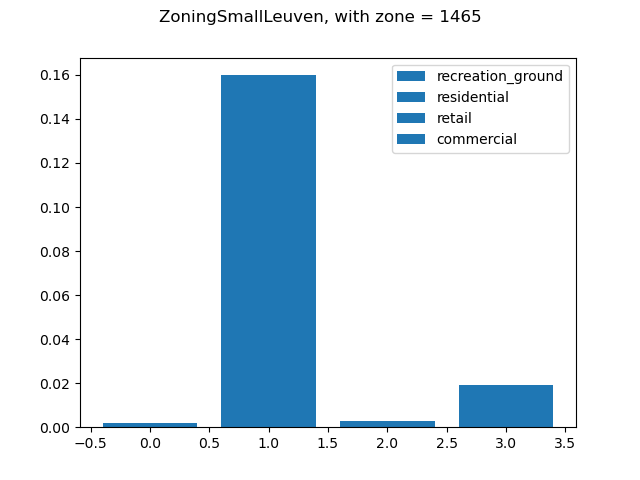 ZoningSmallLeuven, with zone = 1465
0.16
0.14
0.12
0.10
0.08
0.06
0.04
0.02
0.00
recreation_ground
residential
retail
commercial
−0.5 0.0 0.5 1.0 1.5 2.0 2.5 3.0 3.5